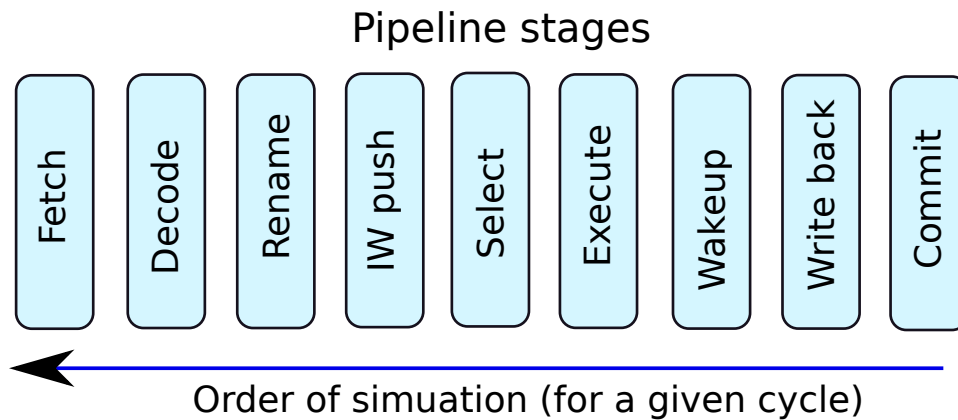 Pipeline stages
Fetch
Decode
Rename
IW push
Select
Execute
Wakeup
Write back
Commit
Order of simuation (for a given cycle)